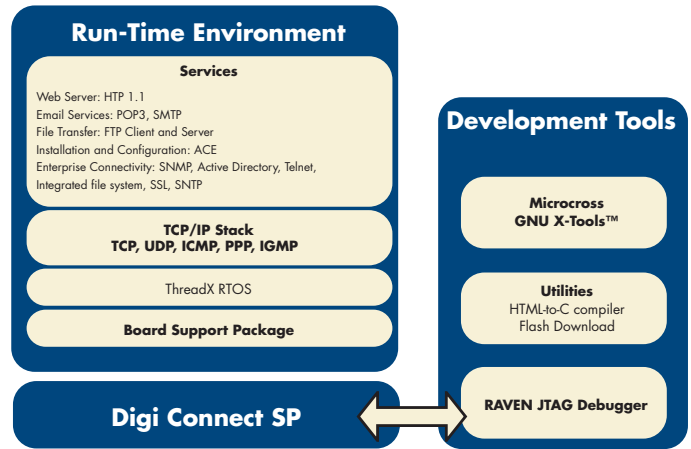 Run-Time Environment
Services
Web Server: HTP 1.1
Email Services: POP3, SMTP
File Transfer: FTP Client and Server
Installation and Configuration: ACE
Enterprise Connectivity: SNMP, Active Directory, Telnet,
Integrated file system, SSL, SNTP
TCP/IP Stack
TCP, UDP, ICMP, PPP, IGMP
ThreadX RTOS
Board Support Package
Digi Connect SP
Development Tools
Microcross
GNU X-Tools™
Utilities
HTML-to-C compiler
Flash Download
RAVEN JTAG Debugger